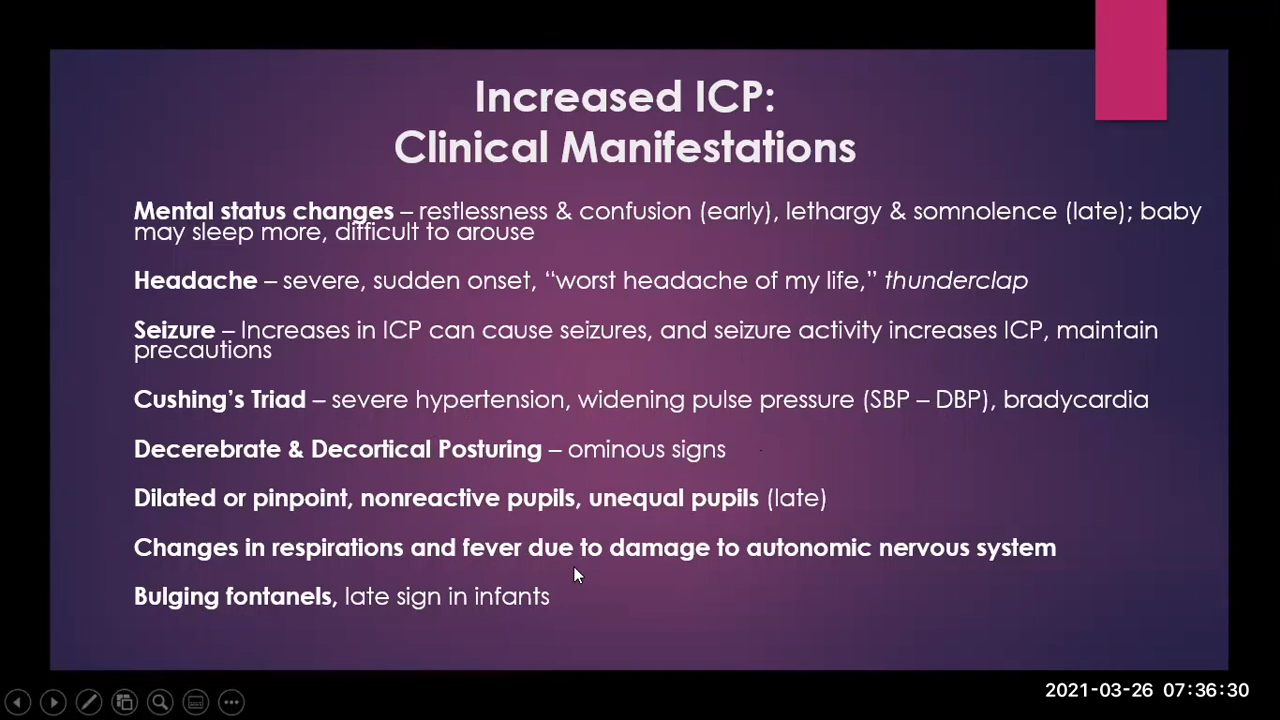 Increased ICP:
Clinical Manifestations
Mental status changes – restlessness & confusion (early), lethargy & somnolence (late); baby
may sleep more, difficult to arouse
Headache – severe, sudden onset, “worst headache of my life,” thunderclap
Seizure – Increases in ICP can cause seizures, and seizure activity increases ICP, maintain
precautions
Cushing’s Triad – severe hypertension, widening pulse pressure (SBP – DBP), bradycardia
Decerebrate & Decortical Posturing – ominous signs
Dilated or pinpoint, nonreactive pupils, unequal pupils (late)
Changes in respirations and fever due to damage to autonomic nervous system
Bulging fontanels, late sign in infants
2021-03-26 07:36:30